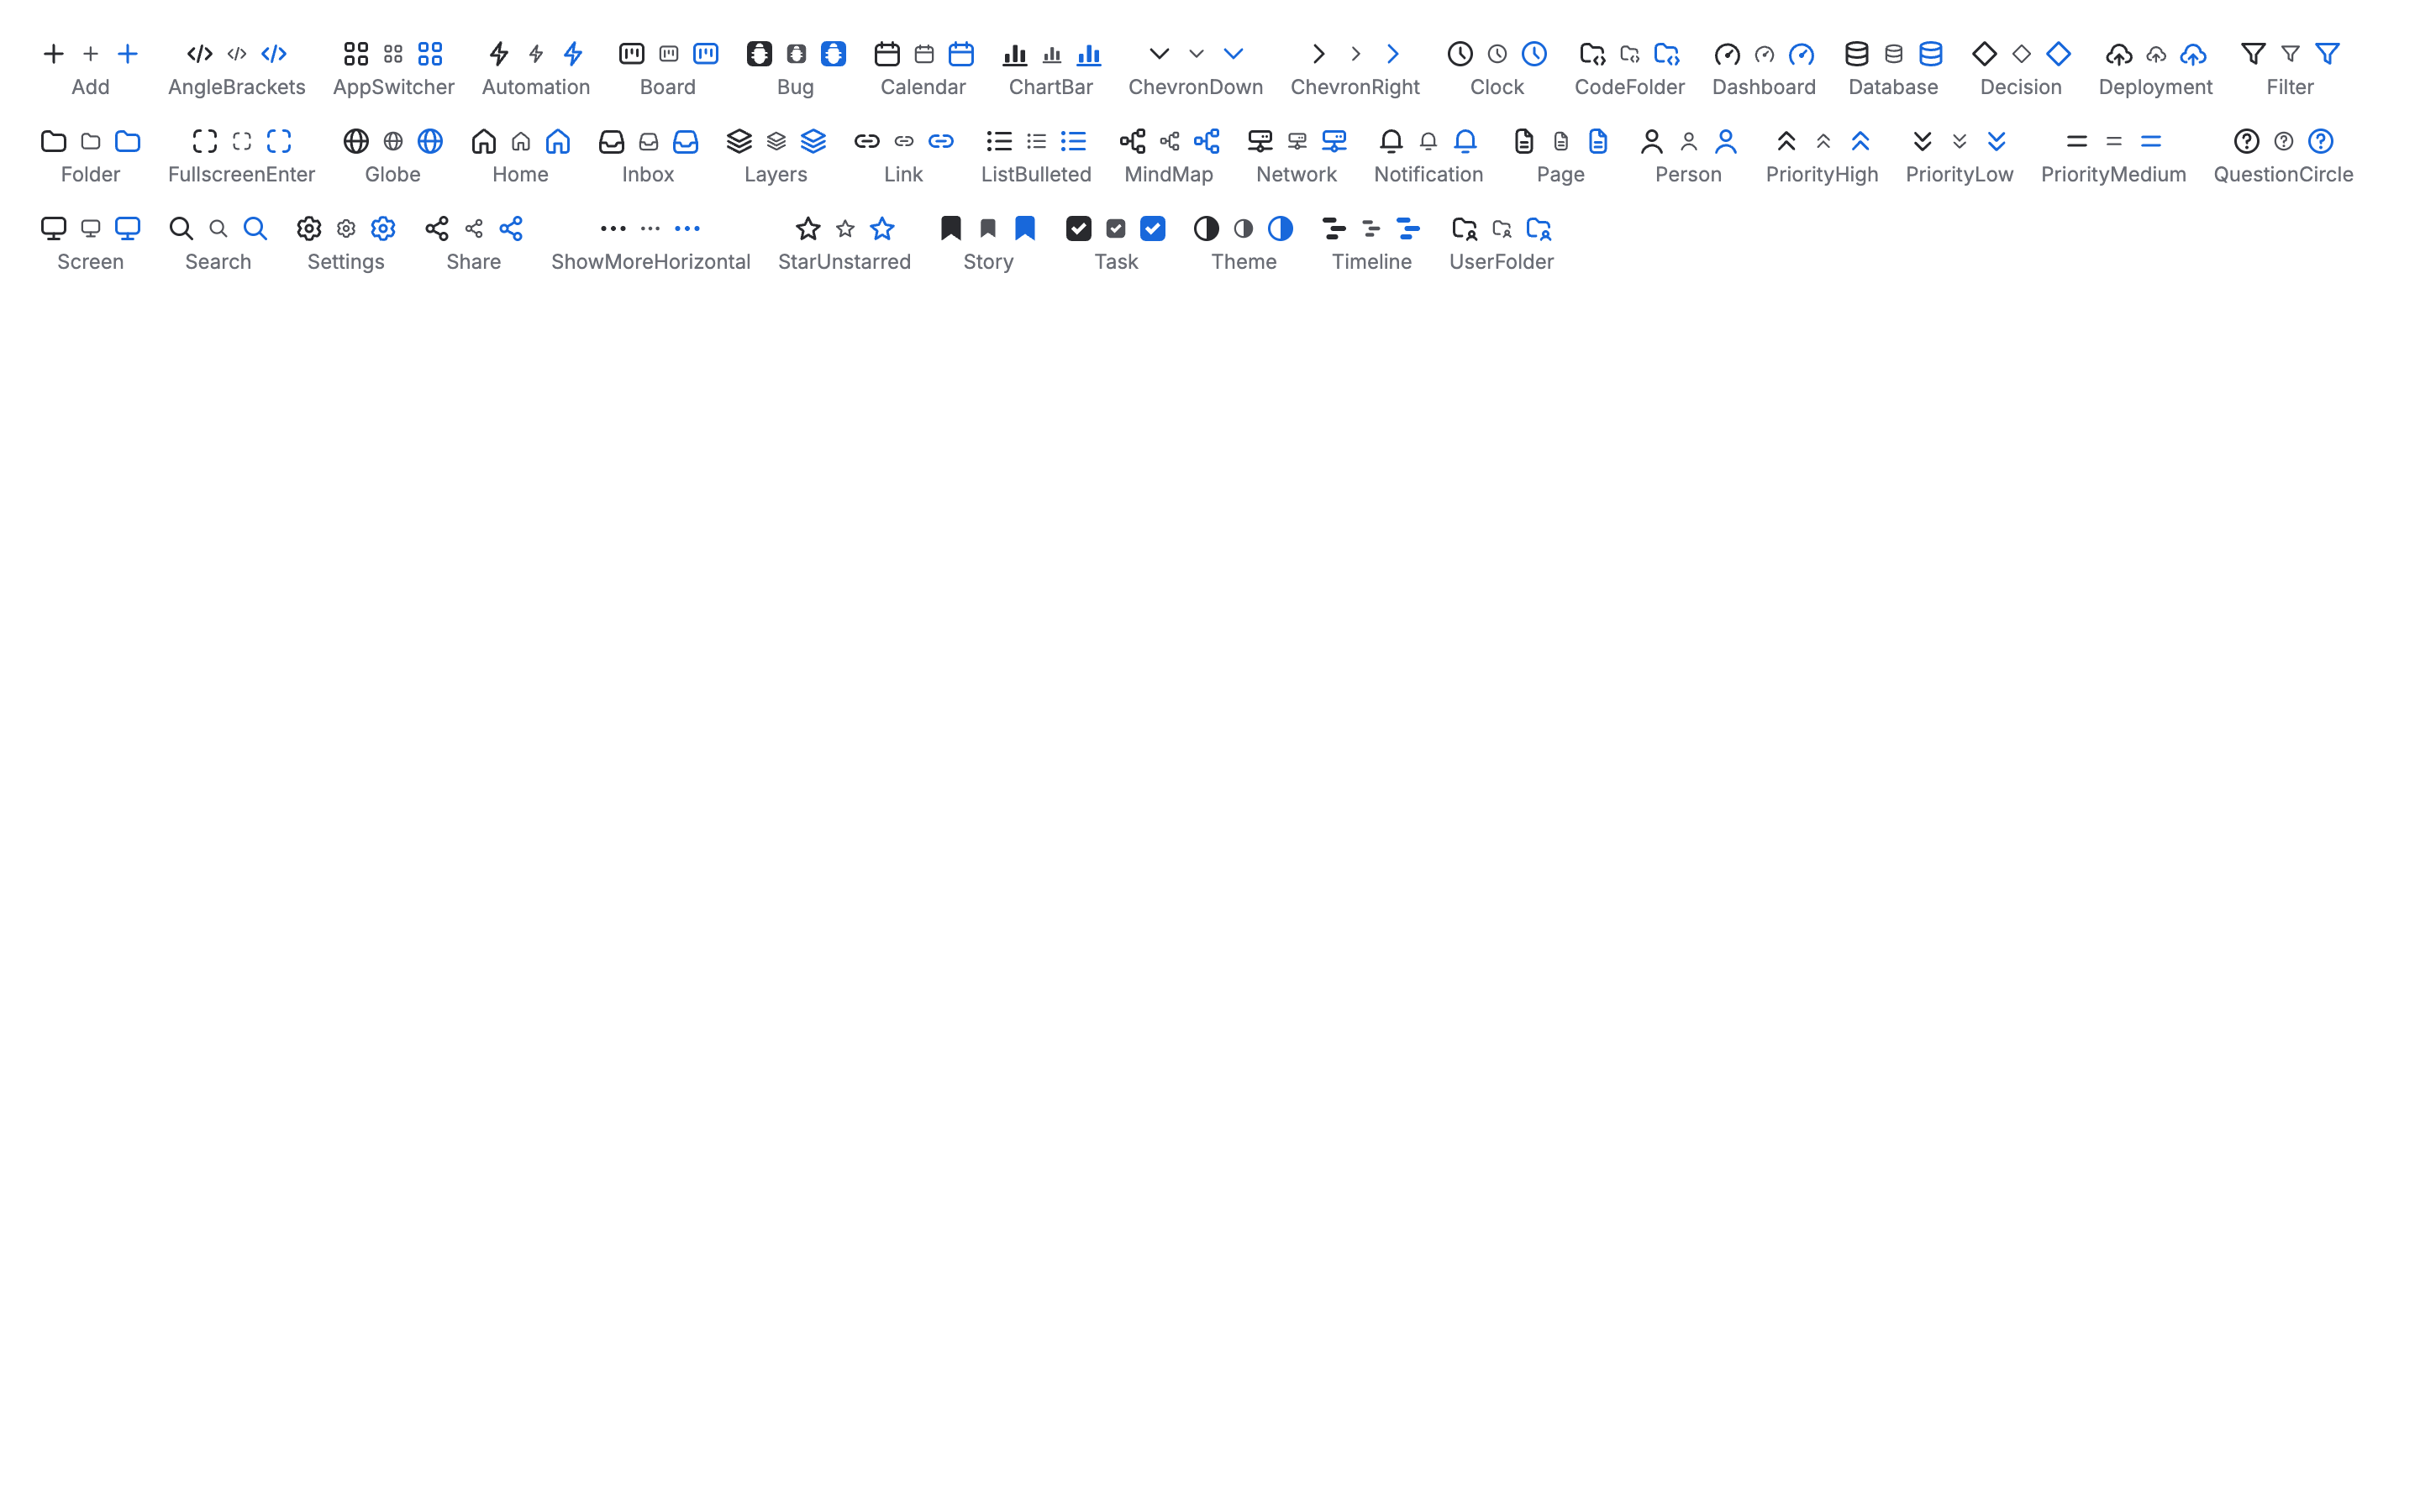 Add AngleBrackets AppSwitcher Automation Board Bug Calendar ChartBar ChevronDown ChevronRight Clock CodeFolder Dashboard Database Decision Deployment Filter
Folder FullscreenEnter Globe Home Inbox Layers Link ListBulleted MindMap Network Notification Page Person PriorityHigh PriorityLow PriorityMedium QuestionCircle
Screen Search Settings Share ShowMoreHorizontal StarUnstarred Story Task Theme Timeline UserFolder